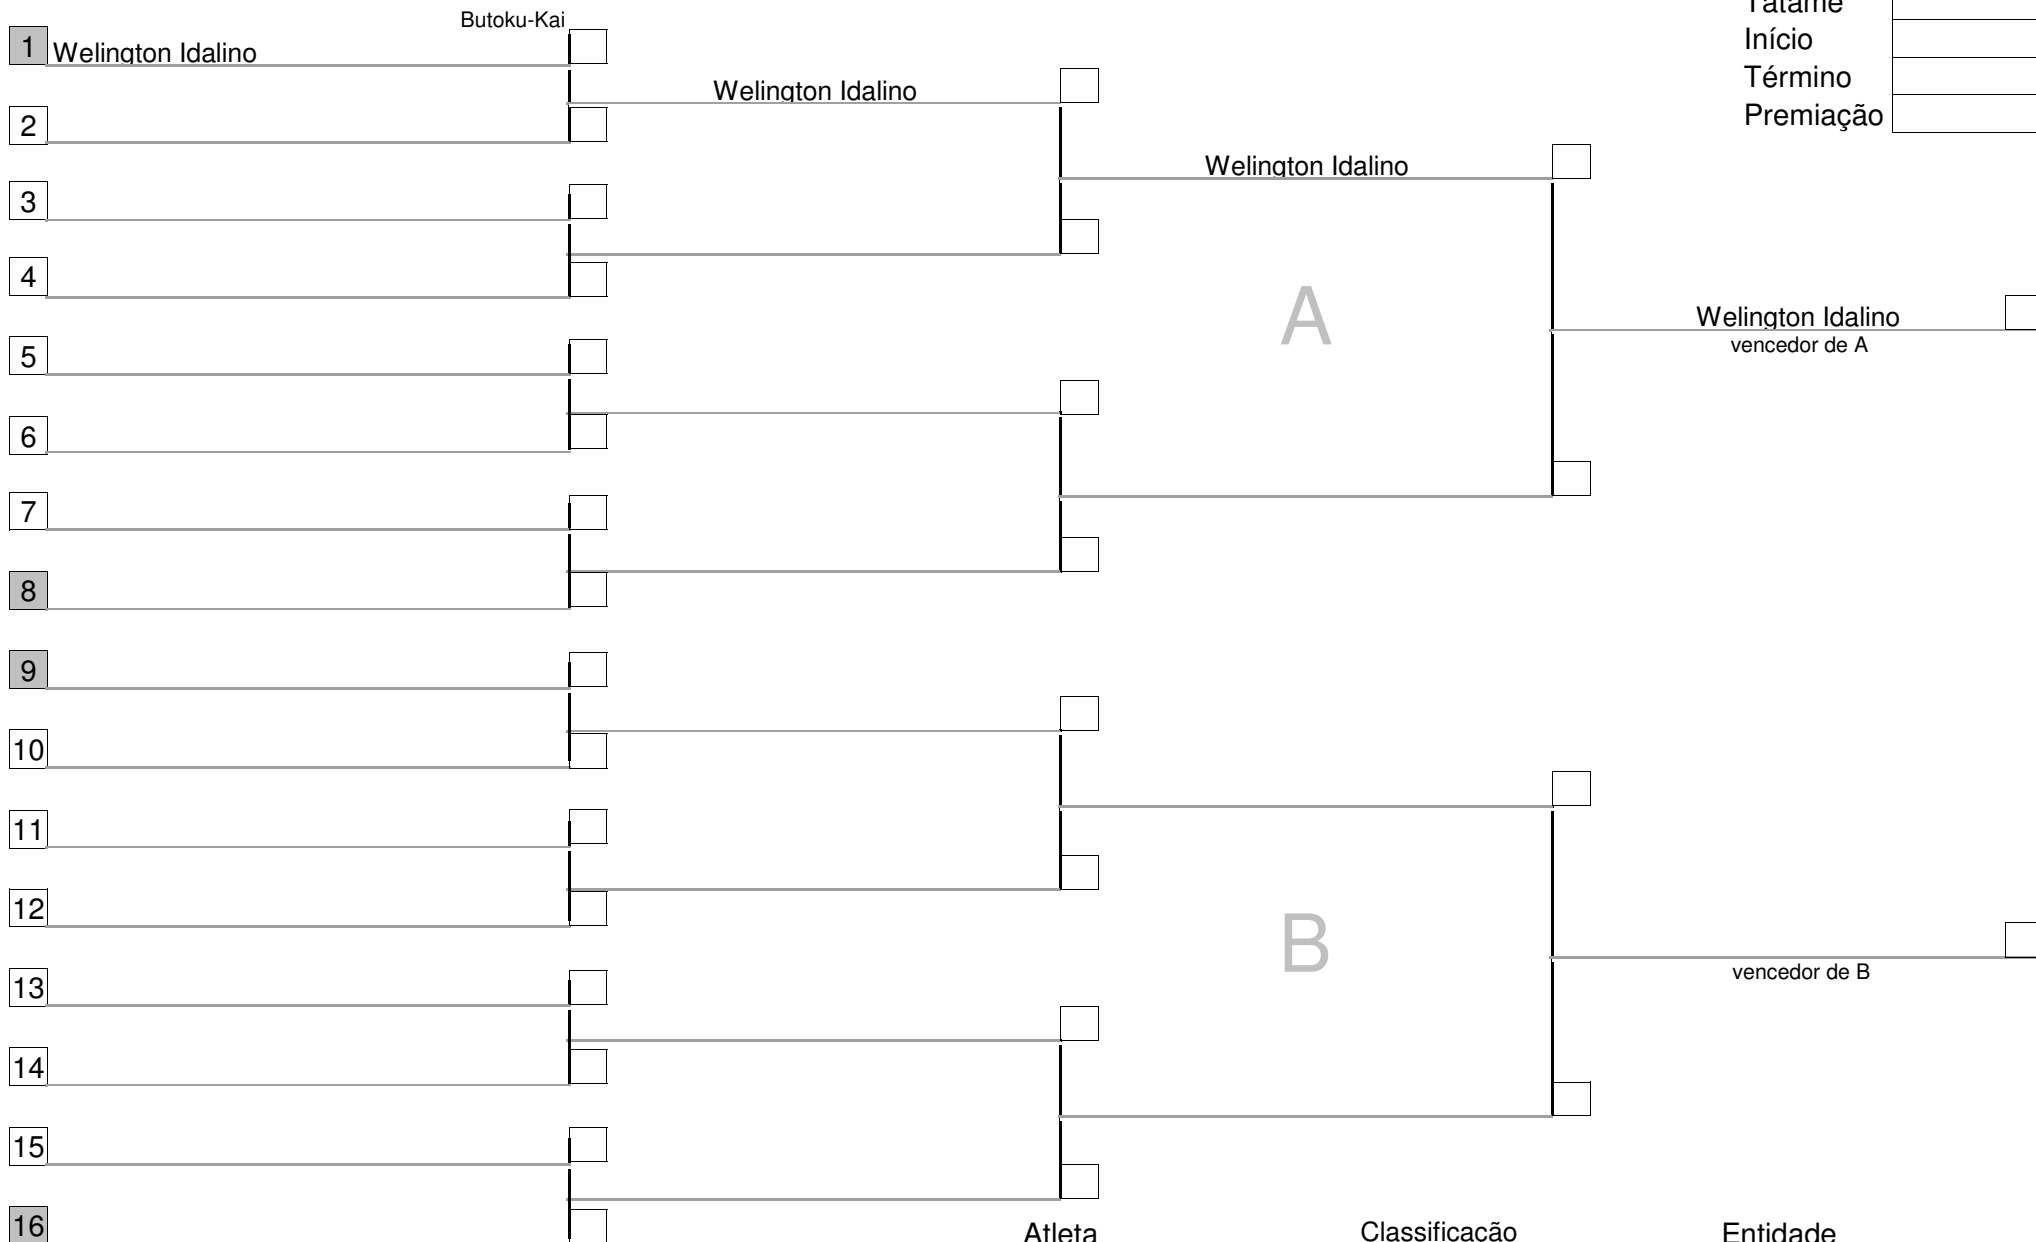 Butoku-Kai
Tatame
1 Welington Idalino
Início
Welington Idalino
Término
2
Premiação
Welington Idalino
3
4
A
Welington Idalino
vencedor de A
5
6
7
8
9
10
11
12
B
13
vencedor de B
14
15
16
Atleta Classificação Entidade